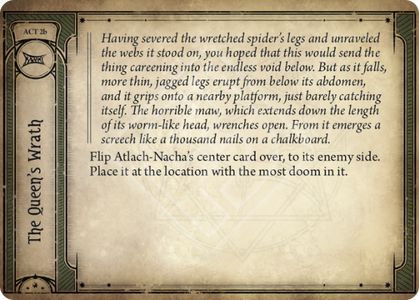 ACT 2b
The Queen's Wrath
Having severed the wretched spider's legs and unraveled
the webs it stood on, you hoped that this would send the
thing careening into the endless void below. But as it falls,
more thin, jagged legs erupt from below its abdomen,
and it grips onto a nearby platform, just barely catching
itself. The horrible maw, which extends down the length
of its worm-like head, wrenches open. From it emerges a
screech like a thousand nails on a chalkboard.
Flip Atlach-Nacha's center card over, to its enemy side.
Place it at the location with the most doom in it.